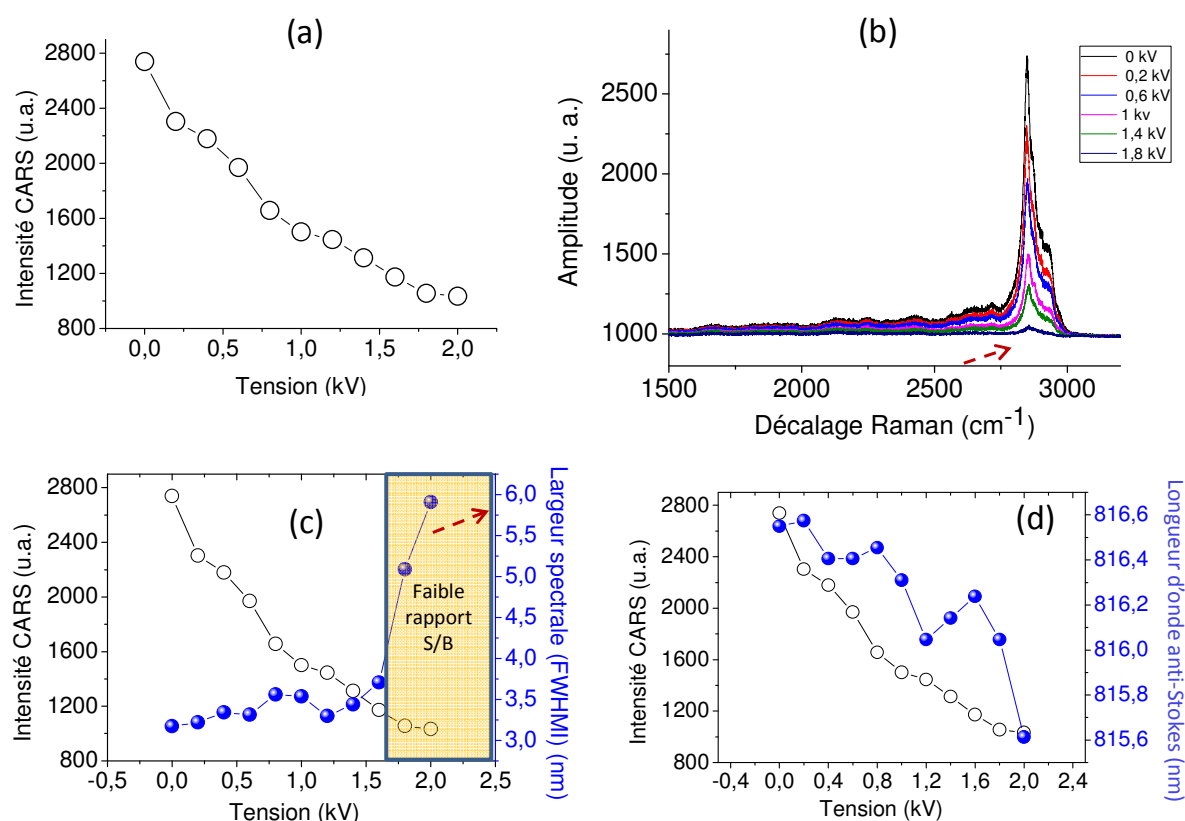 (a)
Intensité CARS (u.a.)
2800
2400
2000
1600
1200
800
0,0 0,5 1,0 1,5 2,0
Tension (kV)
(b)
Amplitude (u. a.)
2500
2000
1500
1000
1500 2000 2500 3000
Décalage Raman (cm-1)
0 kV
0,2 kV
0,6 kV
1 kv
1,4 kV
1,8 kV
(c)
Intensité CARS (u.a.)
2800
2400
2000
1600
1200
800
-0,5 0,0 0,5 1,0 1,5 2,0 2,5
Tension (kV)
Faible
rapport
S/B
6,0
5,5
5,0
4,5
4,0
3,5
3,0
Largeur spectrale (FWHMI) (nm)
(d)
Intensité CARS (u.a.)
2800
2400
2000
1600
1200
800
-0,4 0,0 0,4 0,8 1,2 1,6 2,0 2,4
Tension (kV)
816,6
816,4
816,2
816,0
815,8
815,6
Longueur d'onde anti-Stokes
(nm)